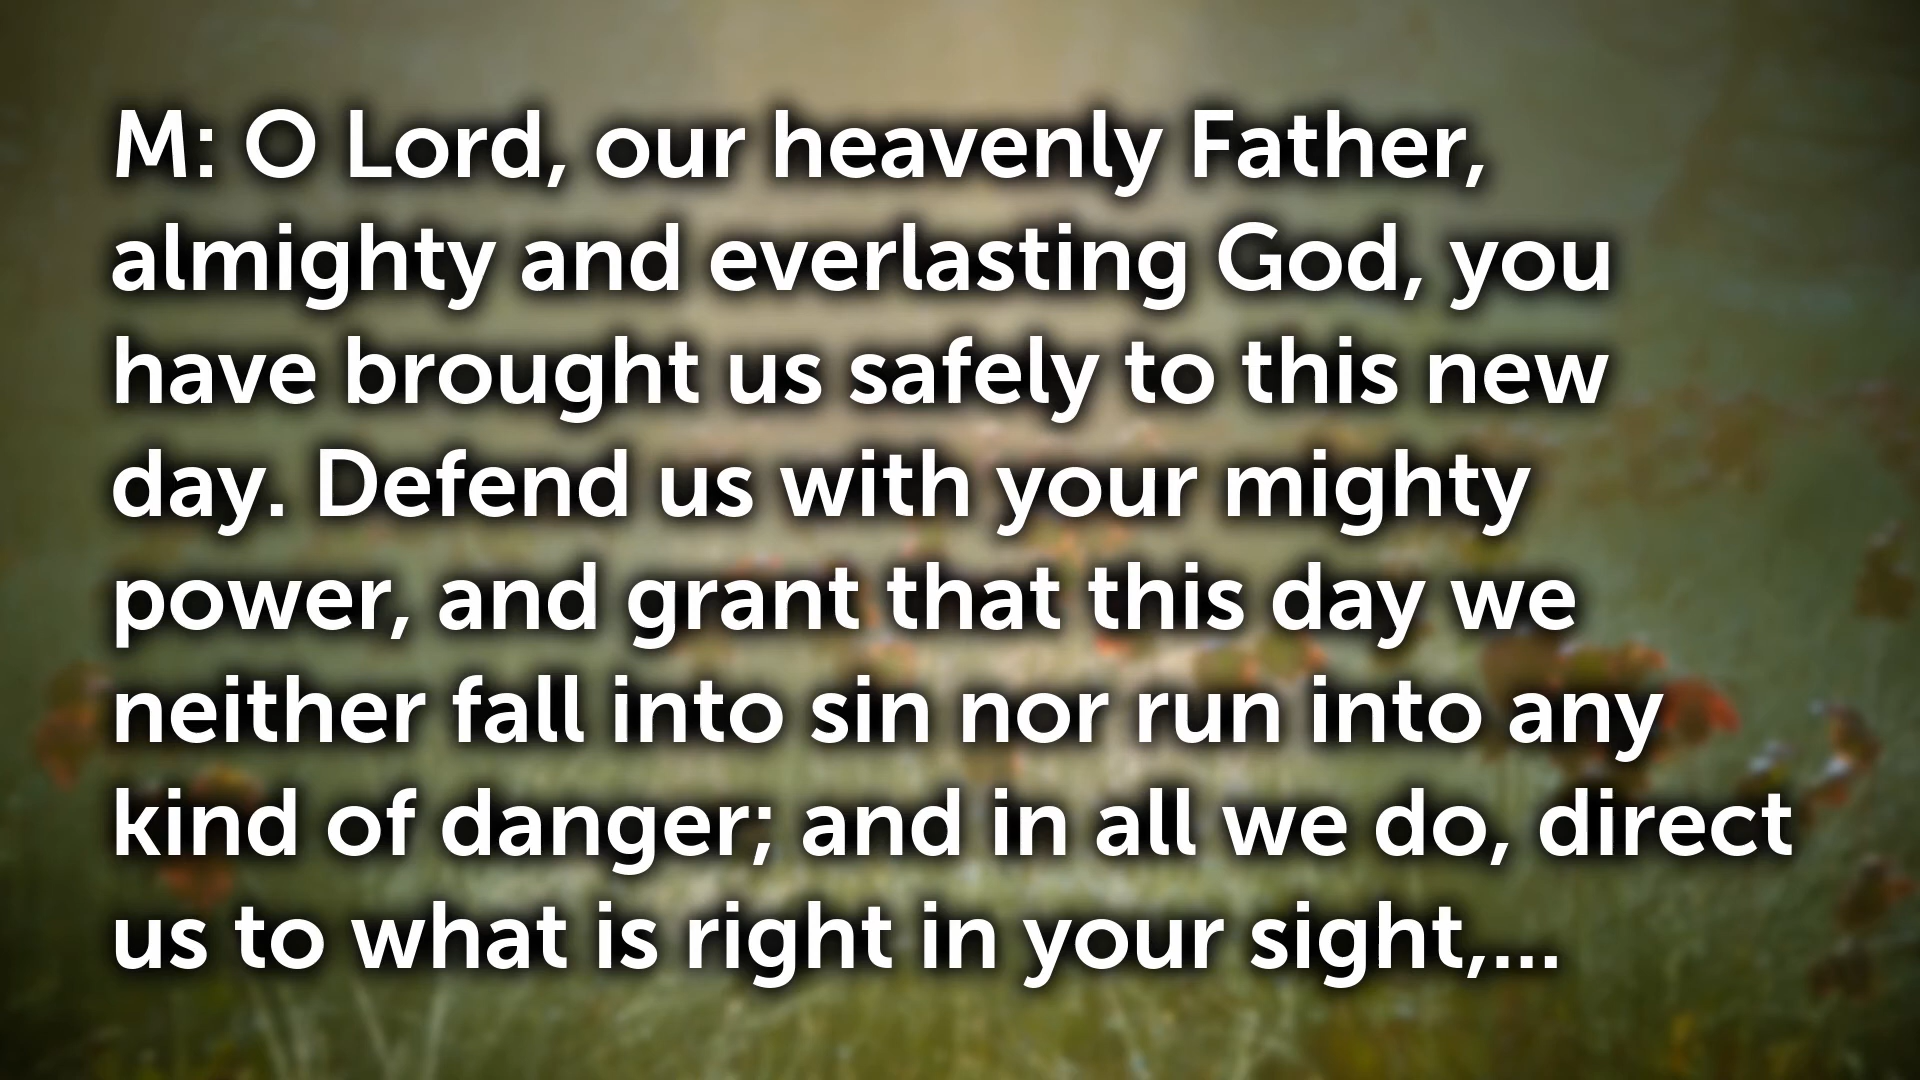 M: O Lord, our heavenly Father,
almighty and everlasting God, you
have brought us safely to this new
day. Defend us with your mighty
power, and grant that this day we
neither fall into sin nor run into any
kind of danger; and in all we do, direct
us to what is right in your sight,...